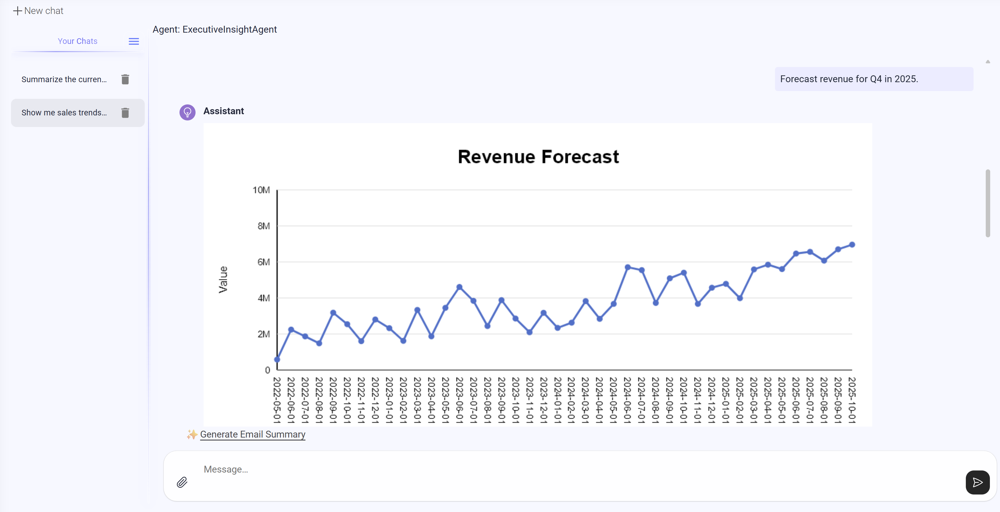 New chat
Agent: ExecutiveInsightAgent
Your Chats
Summarize the curren...
Show me sales trends...
Forecast revenue for Q4 in 2025.
Assistant
Revenue Forecast
10M
8M
6M
4M
2M
0
Value
2022-05-01
2022-06-01
2022-07-01
2022-08-01
2022-09-01
2022-10-01
2022-11-01
2022-12-01
2023-01-01
2023-02-01
2023-03-01
2023-04-01
2023-05-01
2023-06-01
2023-07-01
2023-08-01
2023-09-01
2023-10-01
2023-11-01
2023-12-01
2024-01-01
2024-02-01
2024-03-01
2024-04-01
2024-05-01
2024-06-01
2024-07-01
2024-08-01
2024-09-01
2024-10-01
2024-11-01
2024-12-01
2025-01-01
2025-02-01
2025-03-01
2025-04-01
2025-05-01
2025-06-01
2025-07-01
2025-08-01
2025-09-01
2025-10-01
Generate Email Summary
Message...